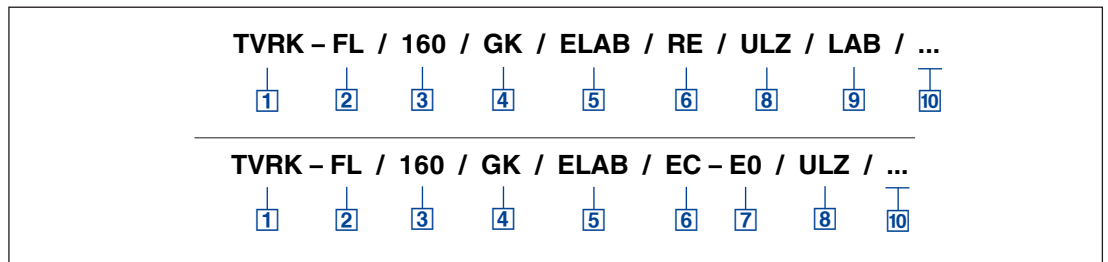 TVRK – FL / 160 / GK / ELAB / RE / ULZ / LAB / ...
1 2 3 4 5 6 8 9 10
TVRK – FL / 160 / GK / ELAB / EC – E0 / ULZ / ...
1 2 3 4 5 6 7 8 10